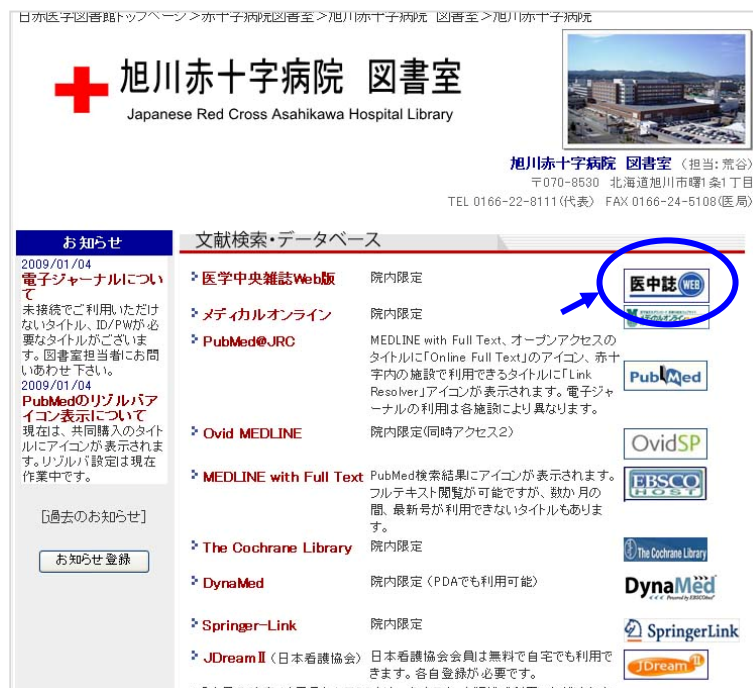 日赤医学図書館トップページ＞赤十字病院図書室＞旭川赤十字病院 図書室＞旭川赤十字病院
旭川赤十字病院 図書室
Japanese Red Cross Asahikawa Hospital Library
旭川赤十字病院 図書室（担当:荒谷）
〒070-8530 北海道旭川市曙1条1丁目
TEL 0166-22-8111(代表) FAX 0166-24-5108(医局)
お知らせ
2009/01/04
電子ジャーナルについ
て
未接続でご利用いただけ
ないタイトル、ID/PWが必
要なタイトルがございま
す。図書室担当者にお問
いあわせ下さい。
2009/01/04
PubMedのリゾルバア
イコン表示について
現在は、共同購入のタイト
ルにアイコンが表示されま
す。リゾルバ設定は現在
作業中です。
[過去のお知らせ]
お知らせ登録
文献検索・データベース
医学中央雑誌Web版 院内限定 医中誌 WEB
メディカルオンライン 院内限定 メディカルオンライン
PubMed@JRC MEDLINE with Full Text、オープンアクセスの
タイトルに「Online Full Text」のアイコン、赤十
字内の施設で利用できるタイトルに「Link
Resolver」アイコンが表示されます。電子ジャ
ーナルの利用は各施設により異なります。
PubMed
Ovid MEDLINE 院内限定(同時アクセス2) OvidSP
MEDLINE with Full Text PubMed検索結果にアイコンが表示されます。
フルテキスト閲覧が可能ですが、数か月の
間、最新号が利用できないタイトルもありま
す。
EBSCO
HOST
The Cochrane Library 院内限定 The Cochrane Library
DynaMed 院内限定（PDAでも利用可能） DynaMed
Powered by EBSCOhost
Springer-Link 院内限定 SpringerLink
JDreamⅡ（日本看護協会） 日本看護協会会員は無料で自宅でも利用で
きます。各自登録が必要です。
JDreamⅡ